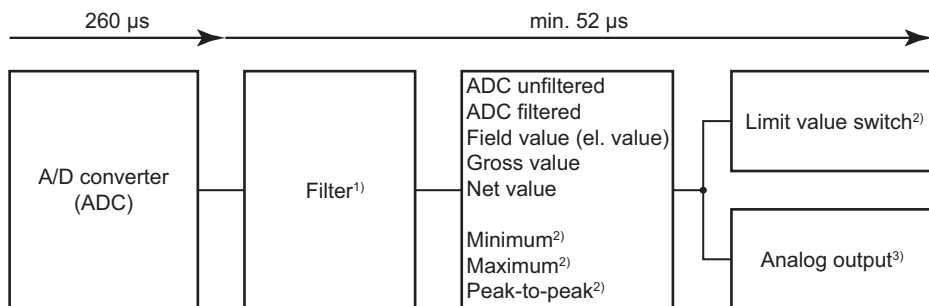 260 µs
min. 52 µs
A/D converter
(ADC)
Filter1)
ADC unfiltered
ADC filtered
Field value (el. value)
Gross value
Net value
Minimum2)
Maximum2)
Peak-to-peak2)
Limit value switch2)
Analog output3)